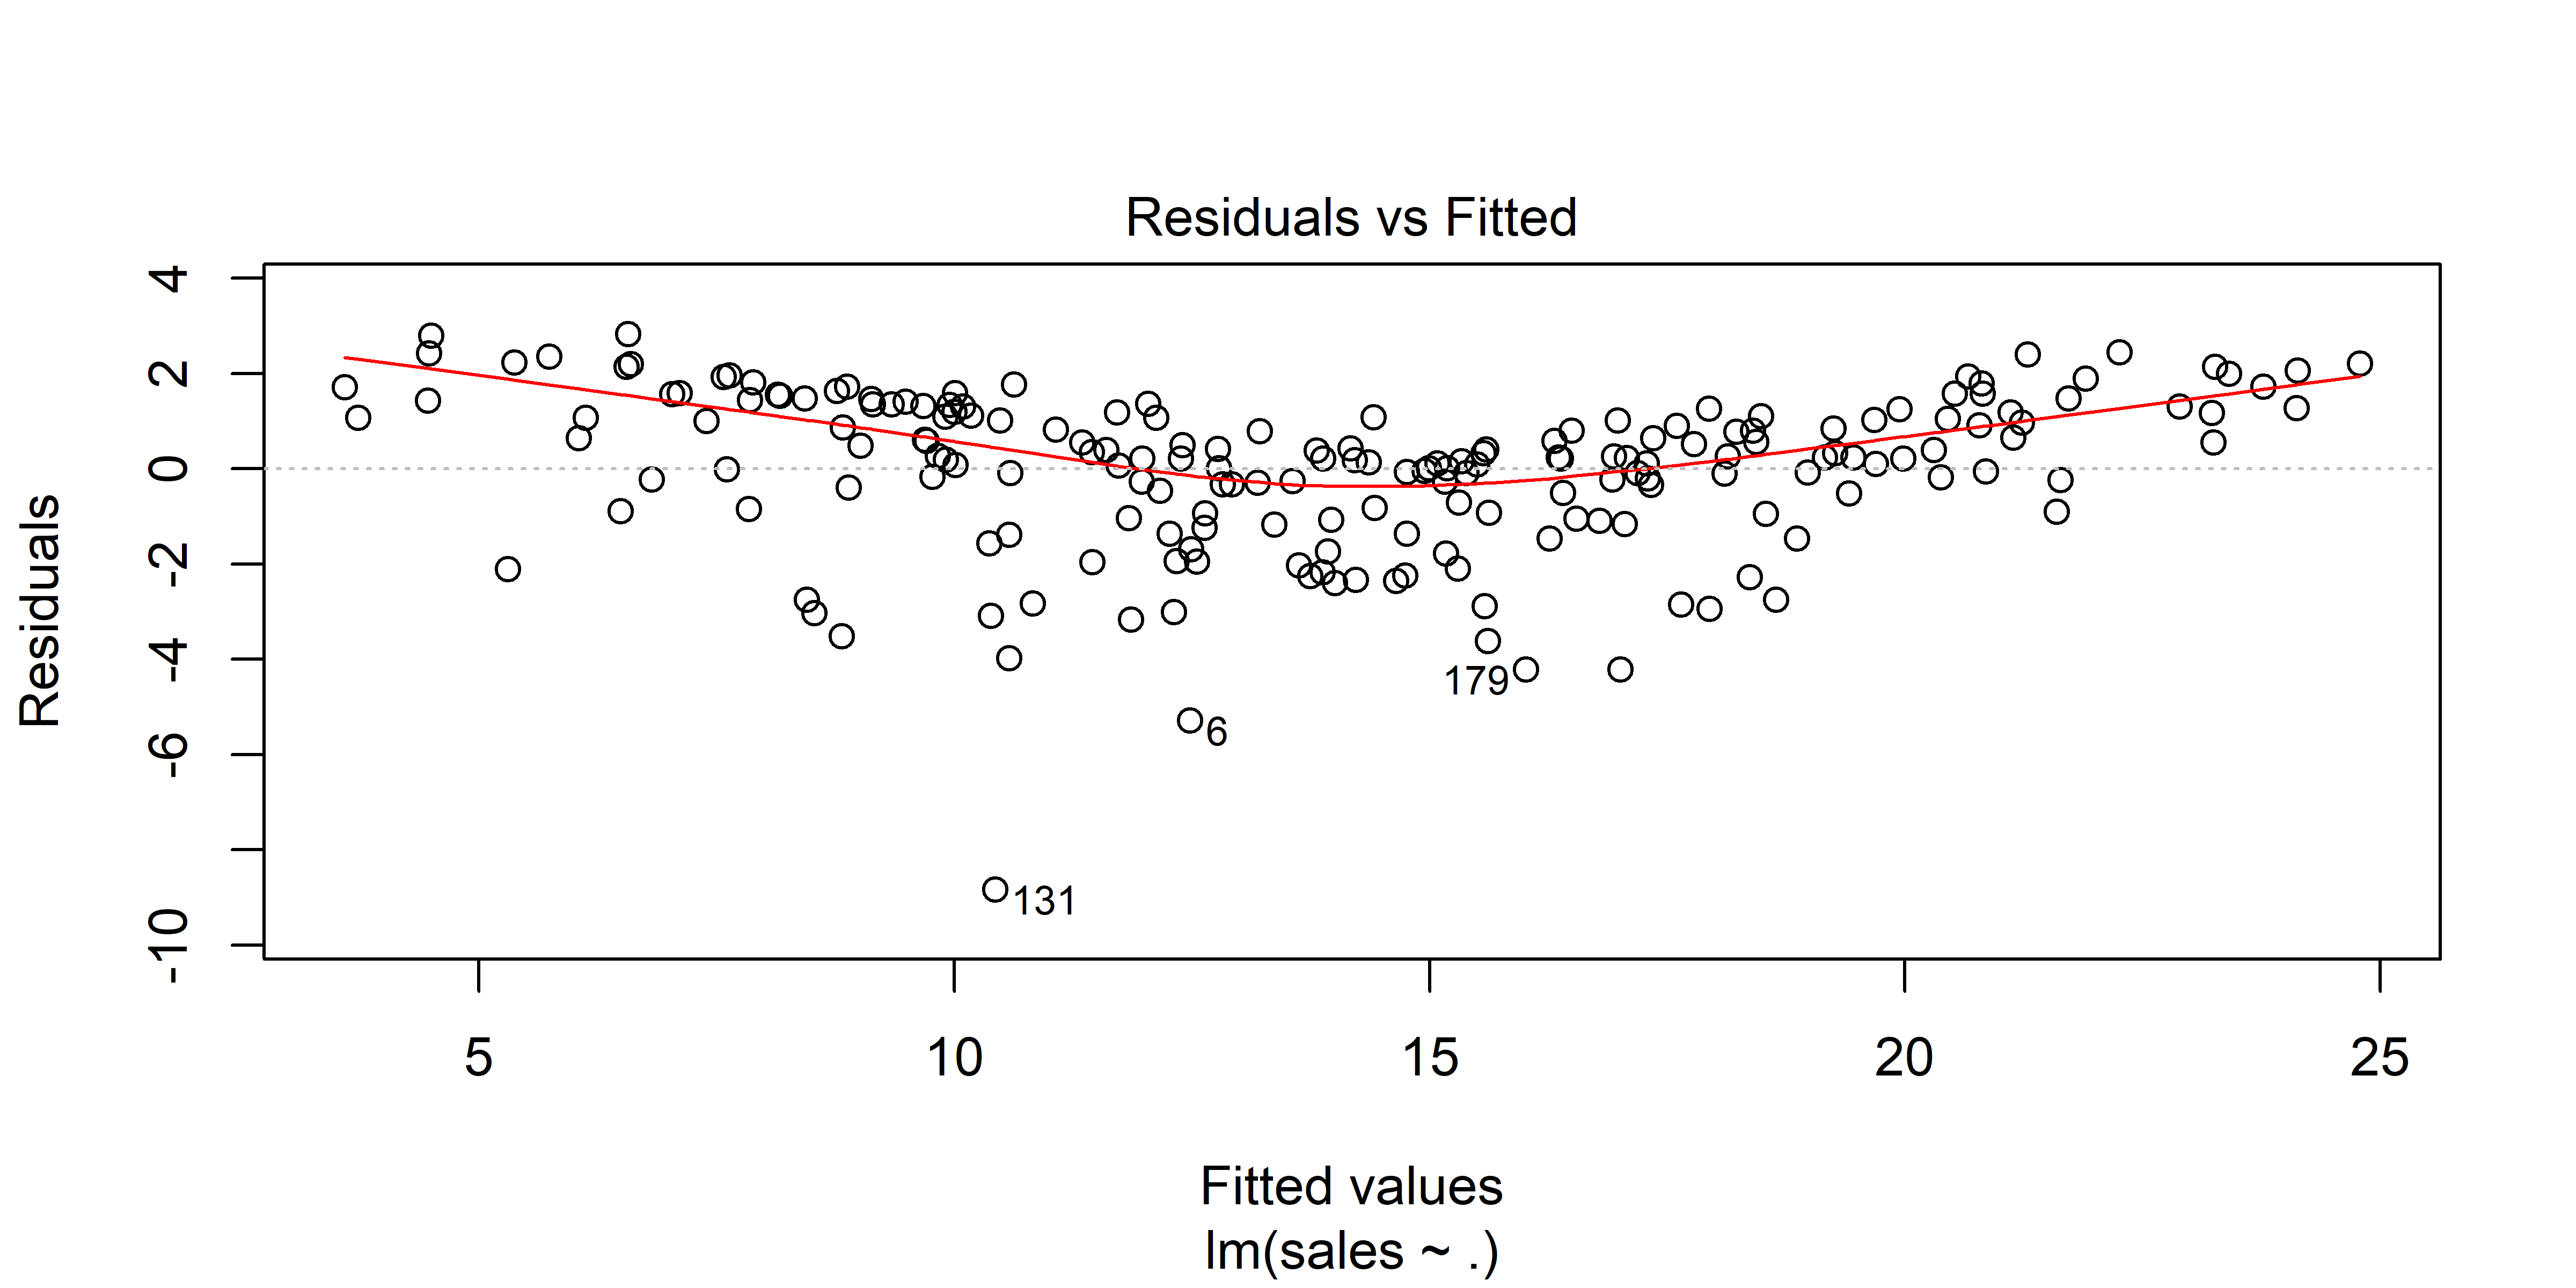 Residuals vs Fitted
4
2
0
-2
-4
-6
-10
Residuals
179
6
131
5 10 15 20 25
Fitted values
lm(sales ~ .)